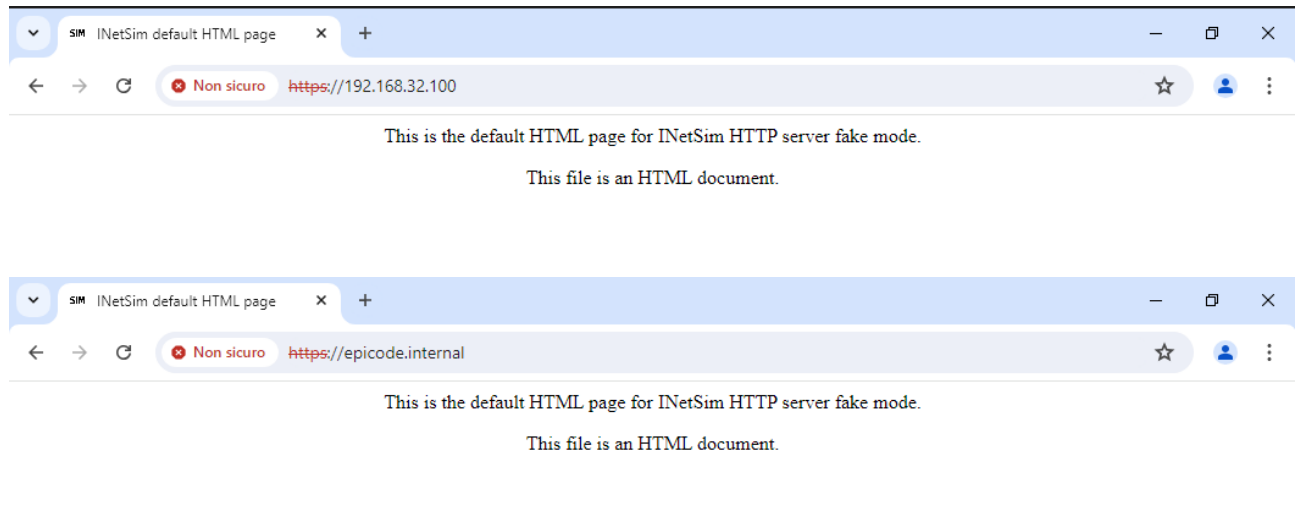 SIM INetSim default HTML page
Non sicuro https://192.168.32.100
This is the default HTML page for INetSim HTTP server fake mode.
This file is an HTML document.
SIM INetSim default HTML page
Non sicuro https://epicode.internal
This is the default HTML page for INetSim HTTP server fake mode.
This file is an HTML document.